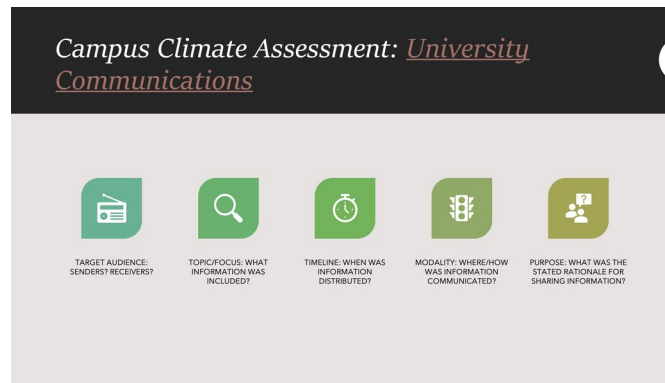 Campus Climate Assessment: University
Communications
TARGET AUDIENCE:
SENDERS? RECEIVERS?
TOPIC/FOCUS: WHAT
INFORMATION WAS
INCLUDED?
TIMELINE: WHEN WAS
INFORMATION
DISTRIBUTED?
MODALITY: WHERE/HOW
WAS INFORMATION
COMMUNICATED?
PURPOSE: WHAT WAS THE
STATED RATIONALE FOR
SHARING INFORMATION?